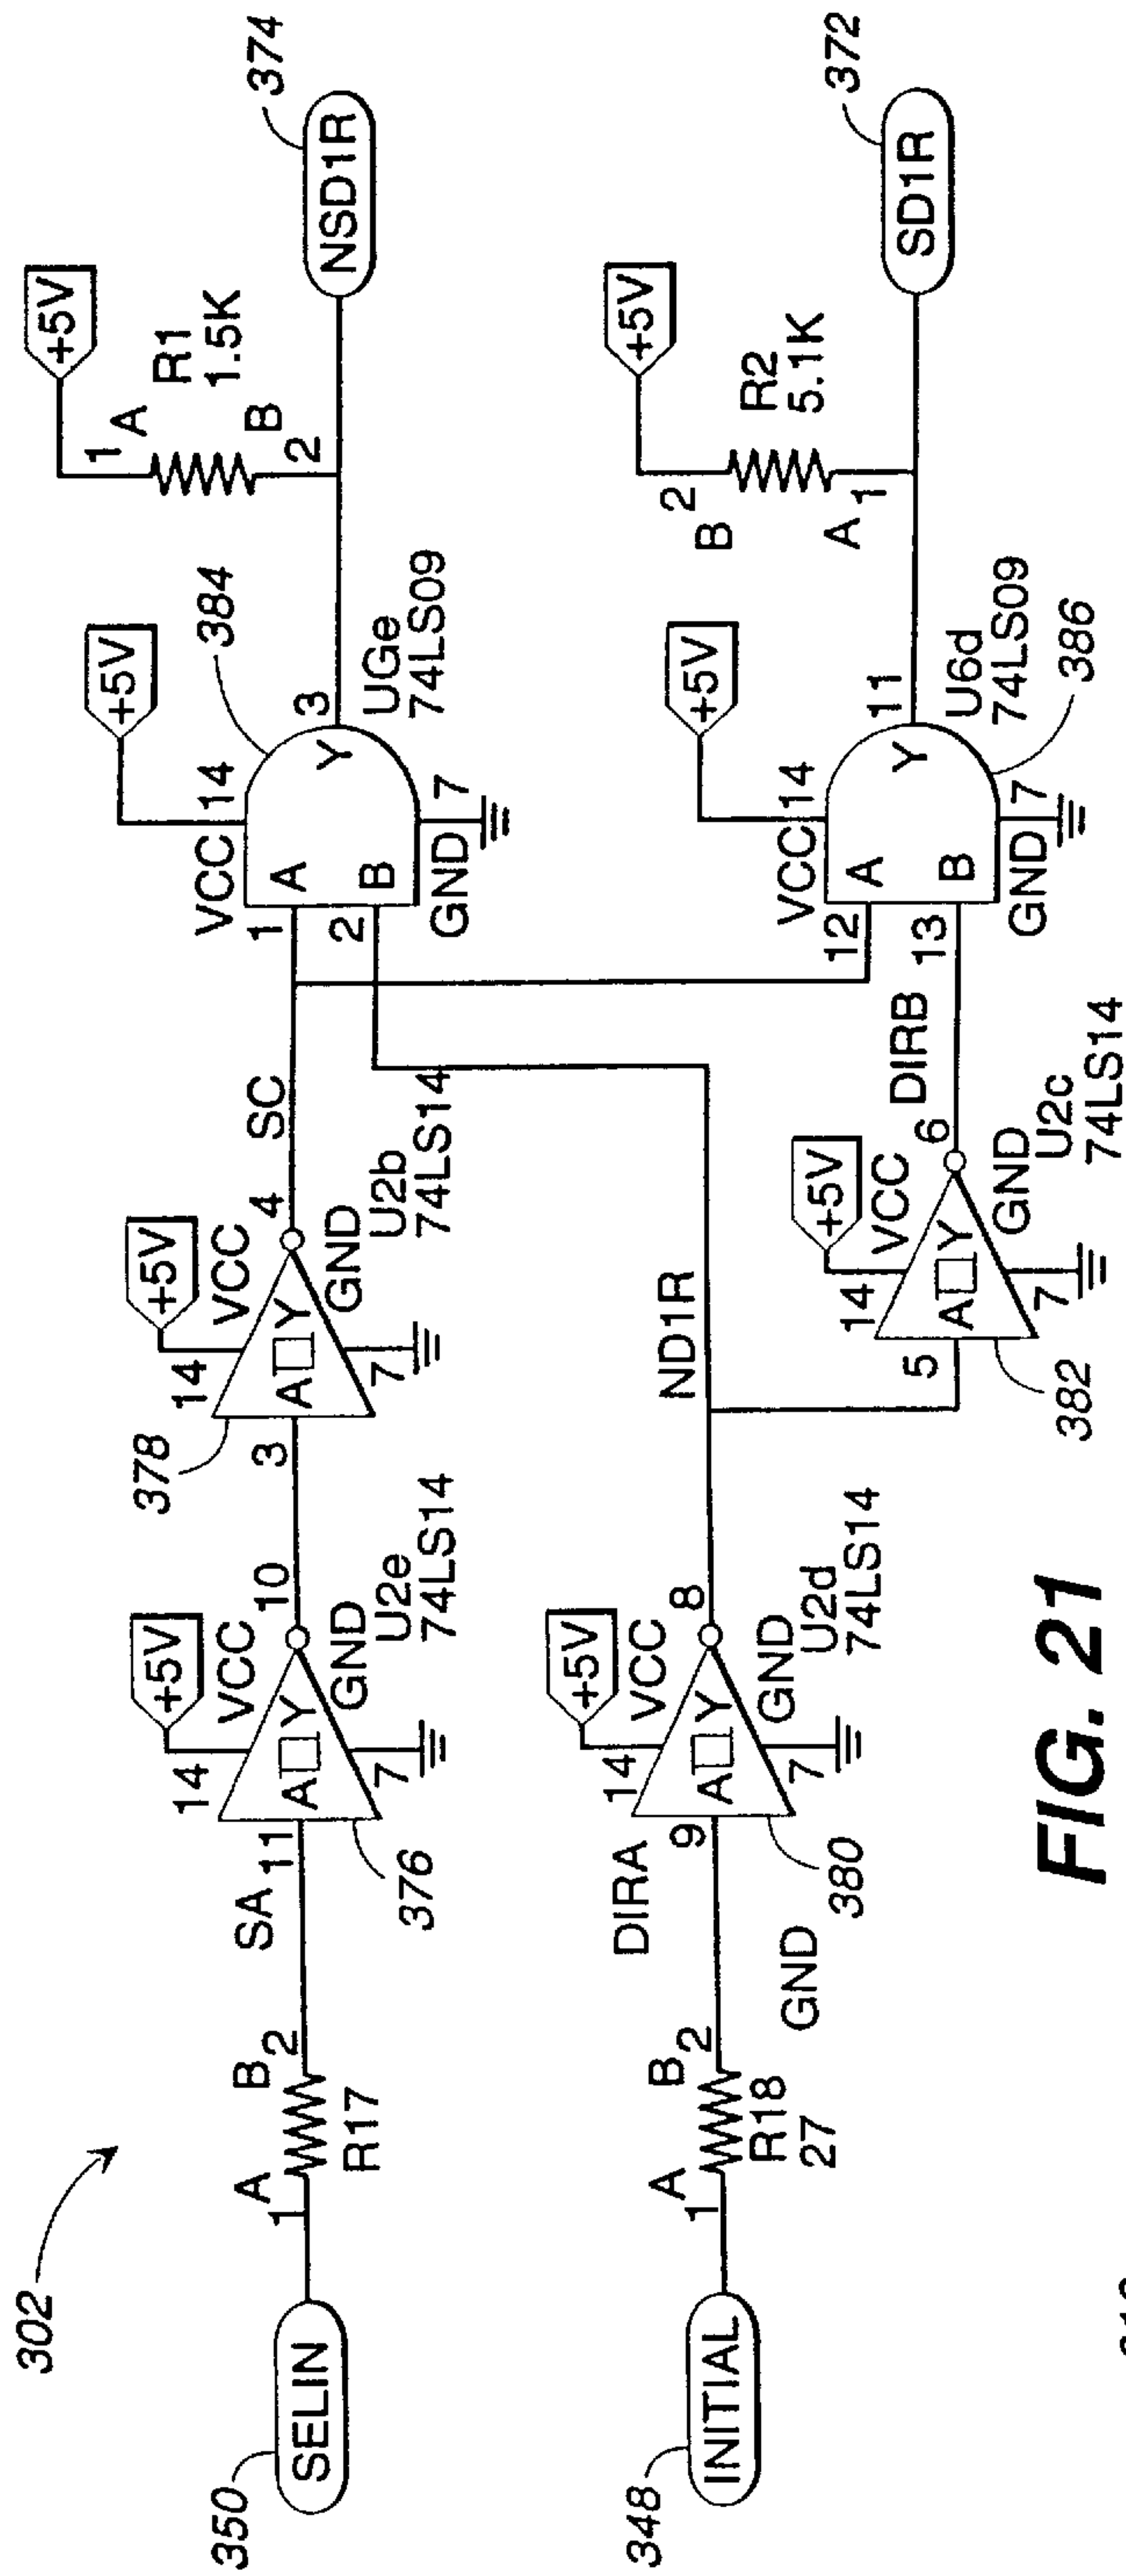 302
350
SELIN
1
A
B
2
R17
SA
11
376
14
+5V
VCC
A
Y
7
GND
10
U2e
74LS14
3
378
14
+5V
VCC
A
Y
7
GND
4
U2b
74LS14
SC
1
2
VCC
14
+5V
A
B
Y
GND
7
384
3
UGe
74LS09
+5V
1
A
R1
1.5K
B
2
NSD1R
374
348
INITIAL
1
A
B
2
R18
27
GND
DIRA
9
380
14
+5V
VCC
A
Y
7
GND
8
U2d
74LS14
ND1R
5
382
14
+5V
VCC
A
Y
7
GND
6
U2c
74LS14
DIRB
12
13
VCC
14
+5V
A
B
Y
GND
7
11
U6d
74LS09
386
+5V
2
B
R2
5.1K
A
1
SD1R
372
FIG. 21